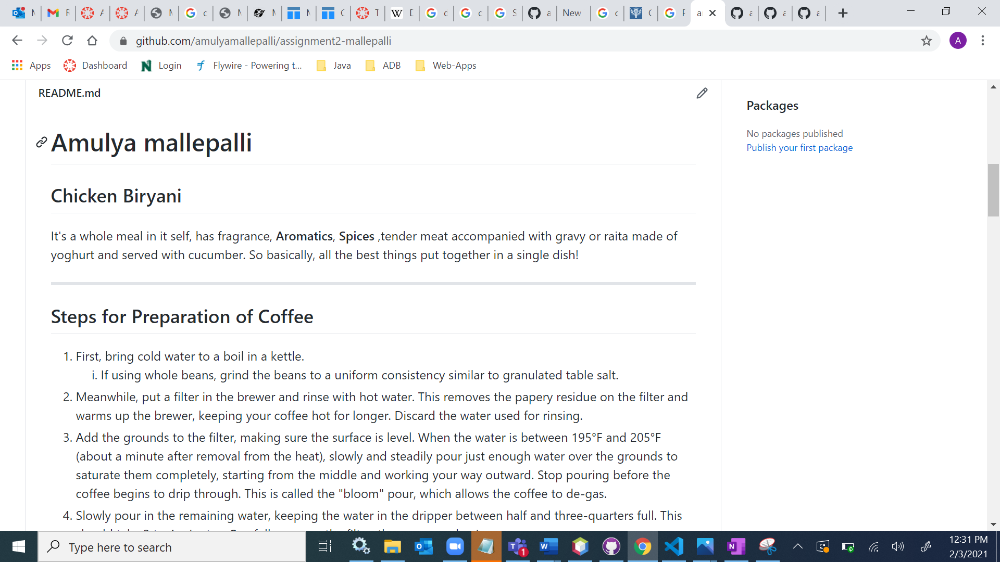 github.com/amulyamallepalli/assignment2-mallepalli
Apps Dashboard Login Flywire - Powering t... Java ADB Web-Apps
README.md
Amulya mallepalli
Chicken Biryani
It's a whole meal in it self, has fragrance, Aromatics, Spices ,tender meat accompanied with gravy or raita made of
yoghurt and served with cucumber. So basically, all the best things put together in a single dish!
Steps for Preparation of Coffee
1. First, bring cold water to a boil in a kettle.
i. If using whole beans, grind the beans to a uniform consistency similar to granulated table salt.
2. Meanwhile, put a filter in the brewer and rinse with hot water. This removes the papery residue on the filter and
warms up the brewer, keeping your coffee hot for longer. Discard the water used for rinsing.
3. Add the grounds to the filter, making sure the surface is level. When the water is between 195°F and 205°F
(about a minute after removal from the heat), slowly and steadily pour just enough water over the grounds to
saturate them completely, starting from the middle and working your way outward. Stop pouring before the
coffee begins to drip through. This is called the "bloom" pour, which allows the coffee to de-gas.
4. Slowly pour in the remaining water, keeping the water in the dripper between half and three-quarters full. This
Packages
No packages published
Publish your first package
Type here to search
12:31 PM
2/3/2021